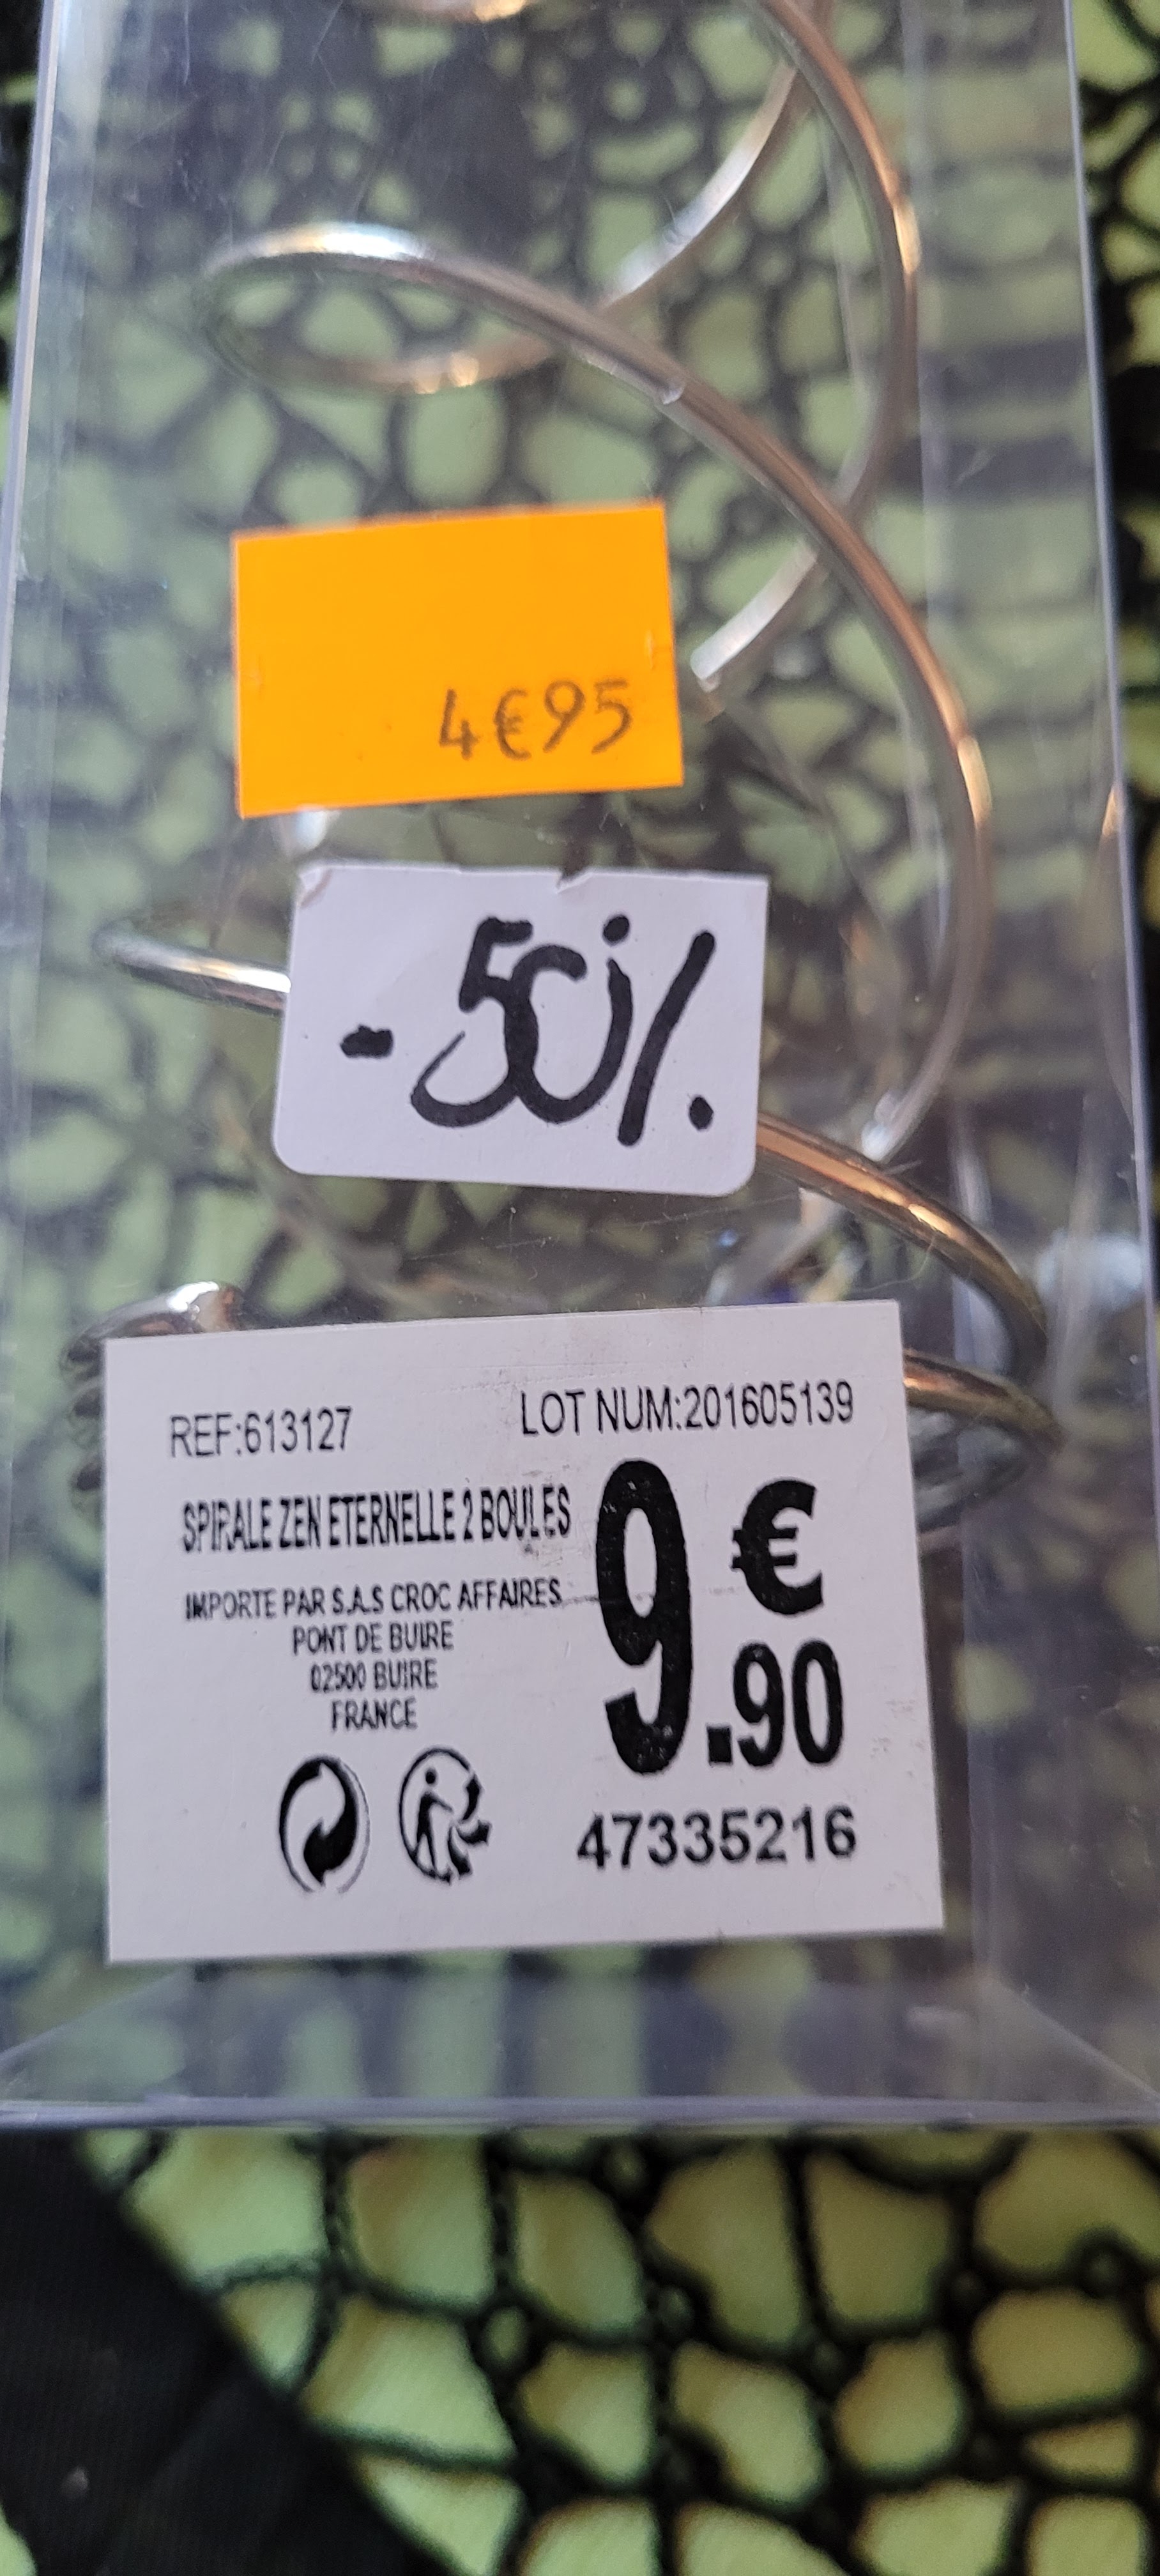 4€95
-50%
REF:613127 LOT NUM:201605139
SPIRALE ZEN ETERNELLE 2 BOULES
9€.90
IMPORTE PAR S.A.S CROC AFFAIRES
PONT DE BUIRE
02500 BUIRE
FRANCE
47335216